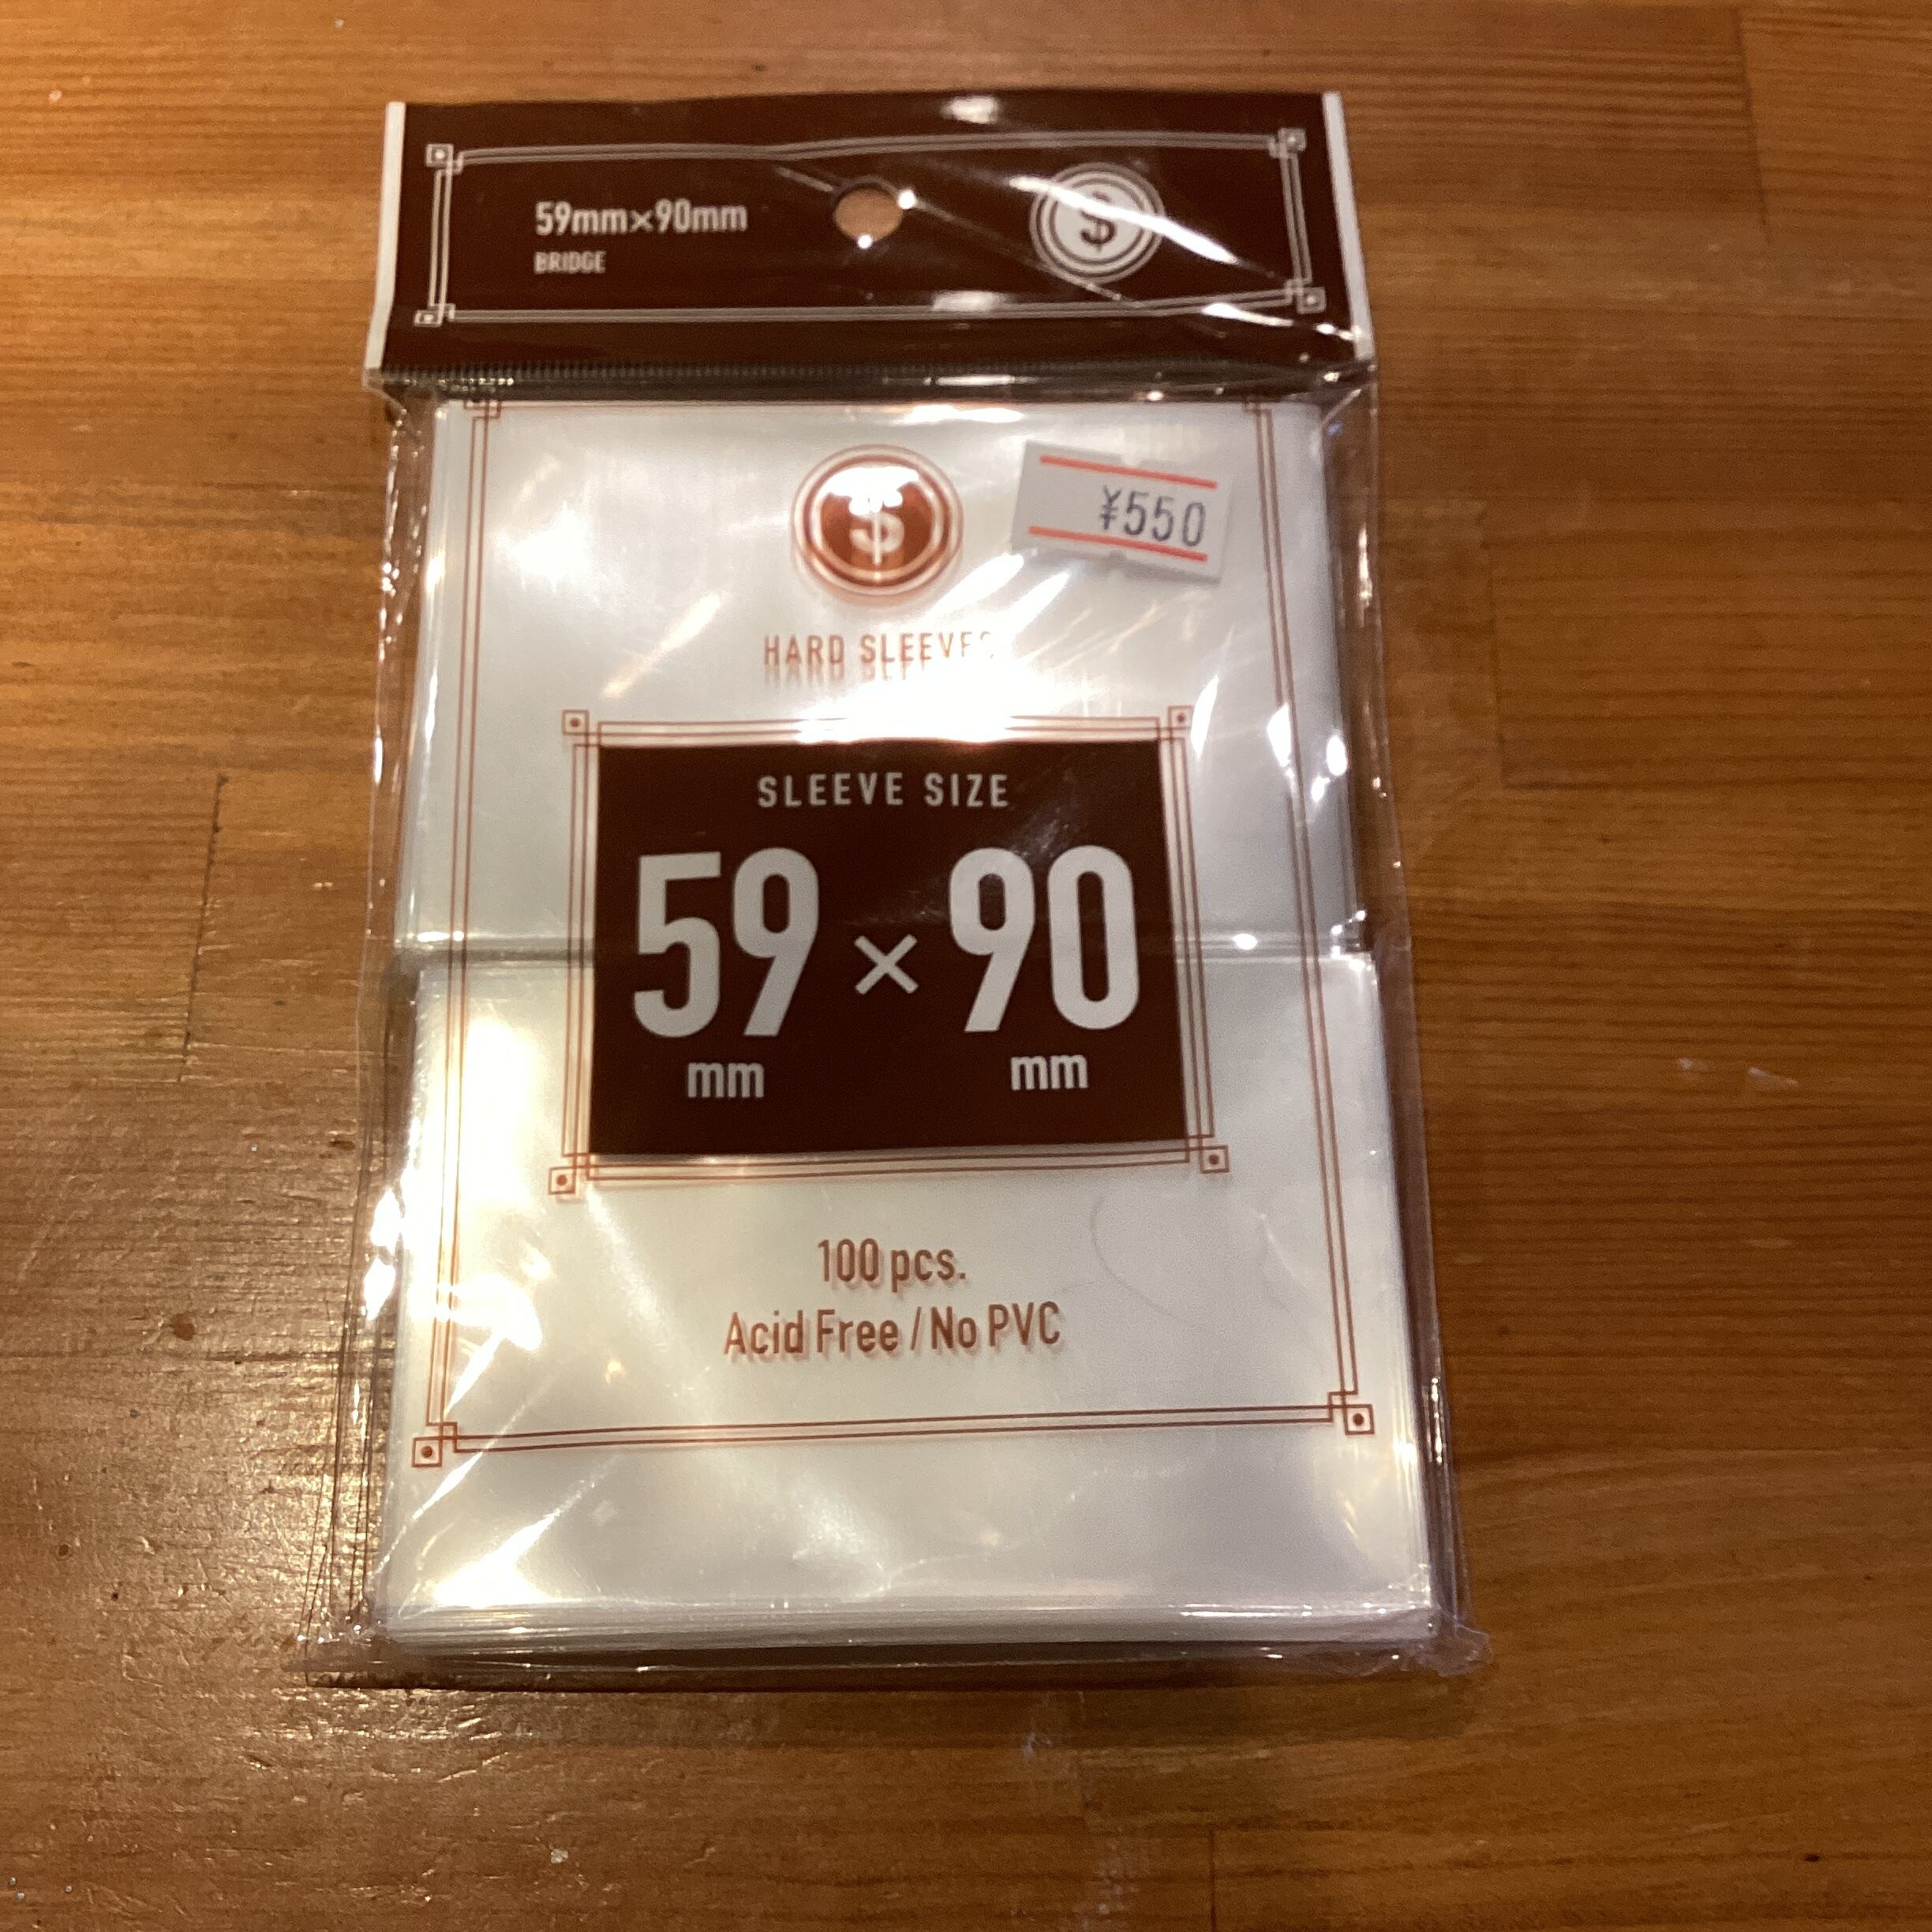 59mm×90mm
BRIDGE
$
$
¥550
HARD SLEEVES
SLEEVE SIZE
59 × 90
mm mm
100 pcs.
Acid Free / No PVC